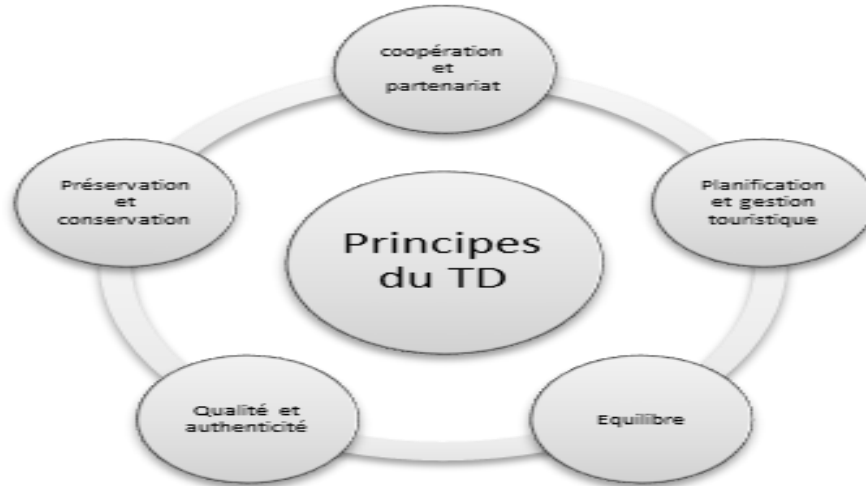 coopération
et
partenariat
Planification
et gestion
touristique
Equilibre
Qualité et
authenticité
Préservation
et
conservation
Principes
du TD